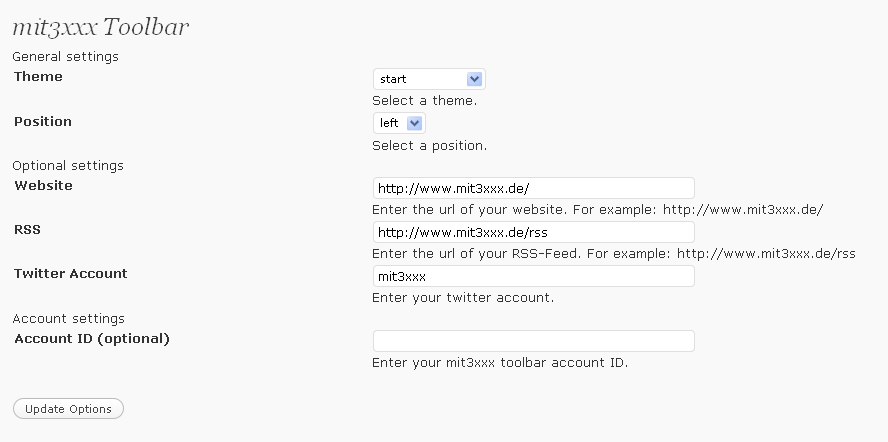 mit3xxx Toolbar
General settings
Theme
start
Select a theme.
Position
left
Select a position.
Optional settings
Website
http://www.mit3xxx.de/
Enter the url of your website. For example: http://www.mit3xxx.de/
RSS
http://www.mit3xxx.de/rss
Enter the url of your RSS-Feed. For example: http://www.mit3xxx.de/rss
Twitter Account
mit3xxx
Enter your twitter account.
Account settings
Account ID (optional)
Enter your mit3xxx toolbar account ID.
Update Options